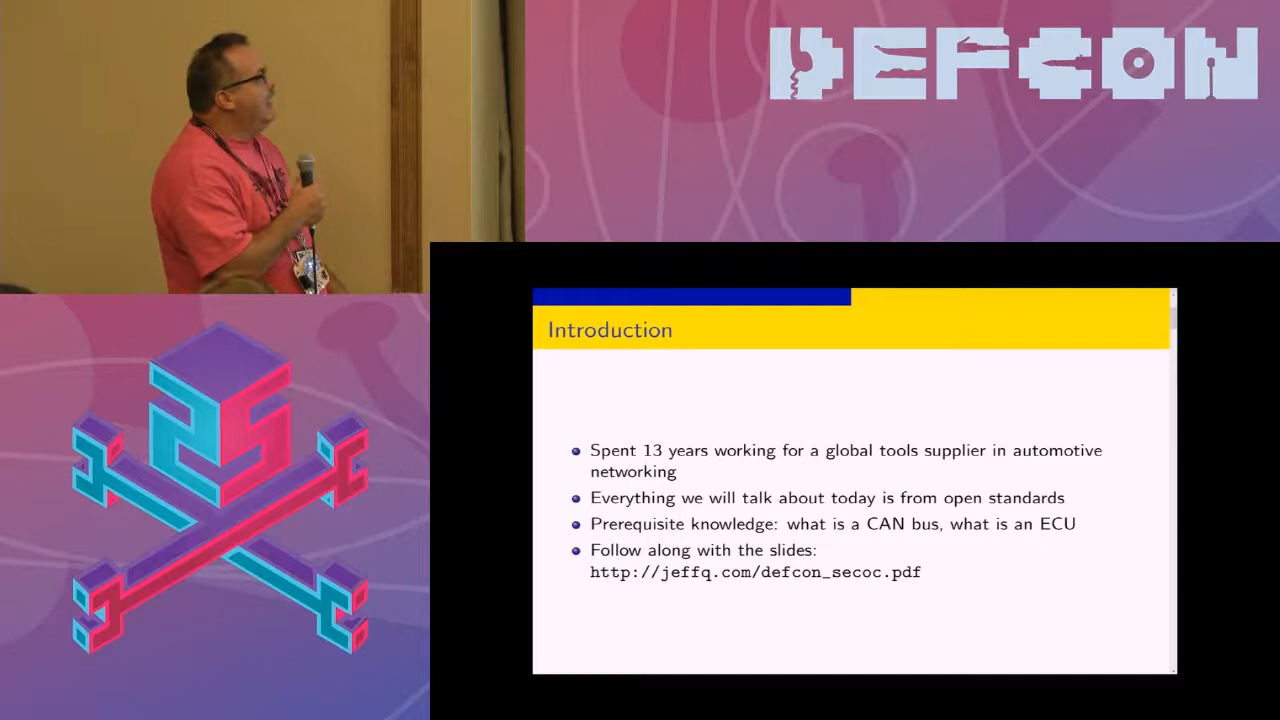 DEFCON
Introduction
Spent 13 years working for a global tools supplier in automotive
networking
Everything we will talk about today is from open standards
Prerequisite knowledge: what is a CAN bus, what is an ECU
Follow along with the slides:
http://jeffq.com/defcon_secoc.pdf
25